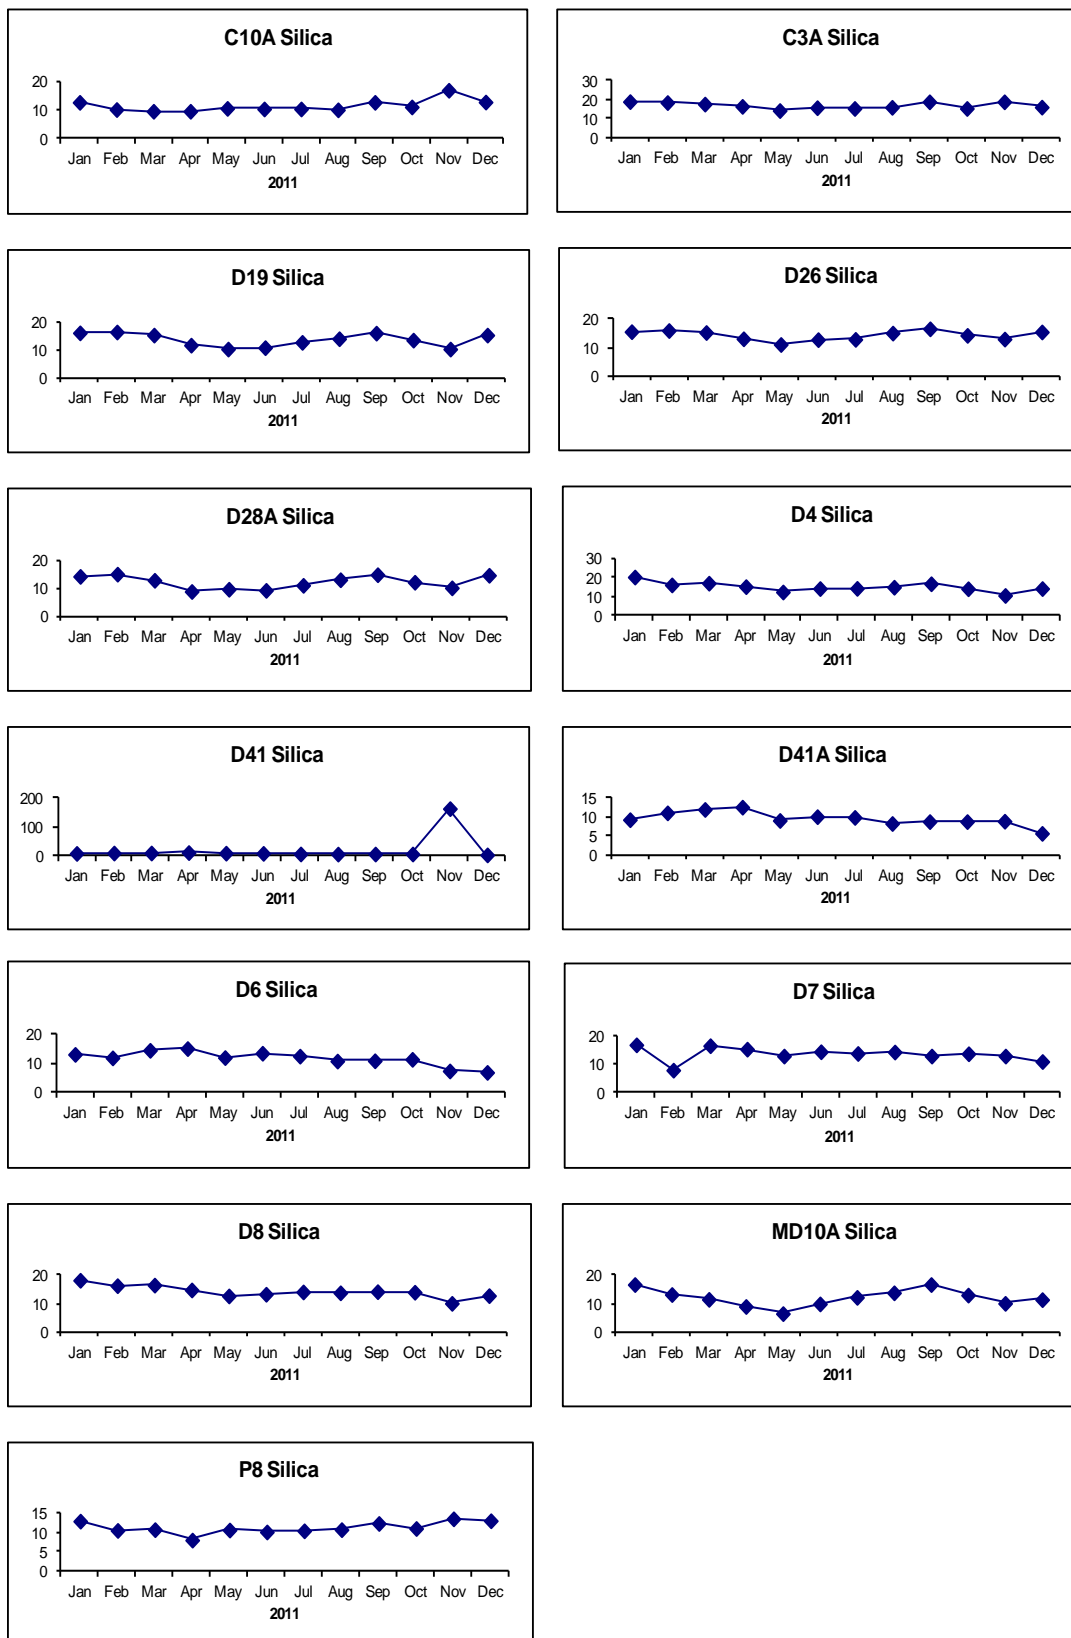 C10A Silica
20
10
0
Jan Feb Mar Apr May Jun Jul Aug Sep Oct Nov Dec
2011
C3A Silica
30
20
10
0
Jan Feb Mar Apr May Jun Jul Aug Sep Oct Nov Dec
2011
D19 Silica
20
10
0
Jan Feb Mar Apr May Jun Jul Aug Sep Oct Nov Dec
2011
D26 Silica
20
10
0
Jan Feb Mar Apr May Jun Jul Aug Sep Oct Nov Dec
2011
D28A Silica
20
10
0
Jan Feb Mar Apr May Jun Jul Aug Sep Oct Nov Dec
2011
D4 Silica
30
20
10
0
Jan Feb Mar Apr May Jun Jul Aug Sep Oct Nov Dec
2011
D41 Silica
200
100
0
Jan Feb Mar Apr May Jun Jul Aug Sep Oct Nov Dec
2011
D41A Silica
15
10
5
0
Jan Feb Mar Apr May Jun Jul Aug Sep Oct Nov Dec
2011
D6 Silica
20
10
0
Jan Feb Mar Apr May Jun Jul Aug Sep Oct Nov Dec
2011
D7 Silica
20
10
0
Jan Feb Mar Apr May Jun Jul Aug Sep Oct Nov Dec
2011
D8 Silica
20
10
0
Jan Feb Mar Apr May Jun Jul Aug Sep Oct Nov Dec
2011
MD10A Silica
20
10
0
Jan Feb Mar Apr May Jun Jul Aug Sep Oct Nov Dec
2011
P8 Silica
15
10
5
0
Jan Feb Mar Apr May Jun Jul Aug Sep Oct Nov Dec
2011